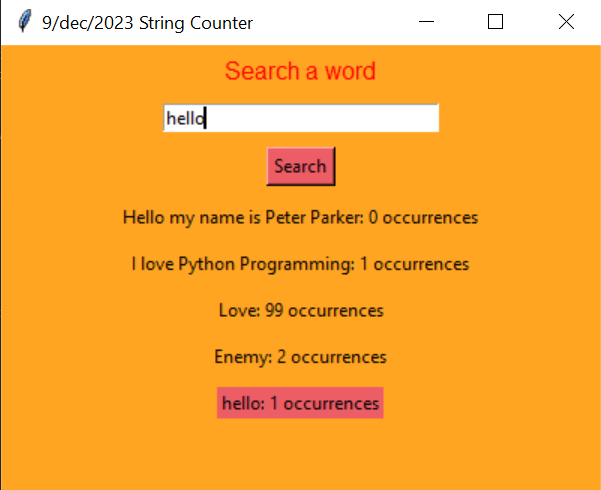 9/dec/2023 String Counter
Search a word
hello
Search
Hello my name is Peter Parker: 0 occurrences
I love Python Programming: 1 occurrences
Love: 99 occurrences
Enemy: 2 occurrences
hello: 1 occurrences